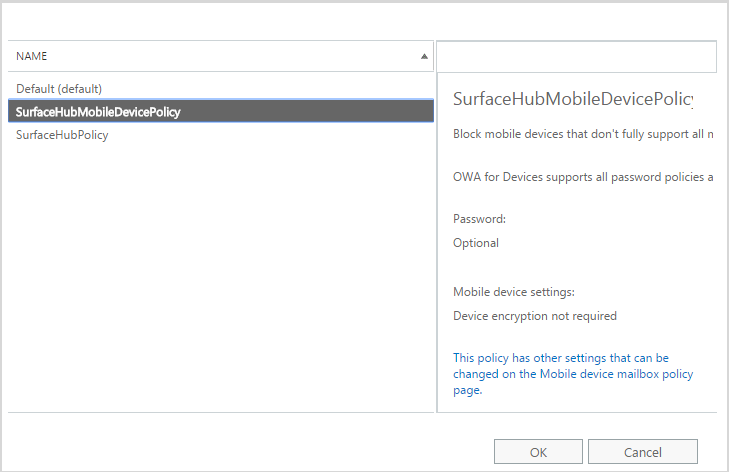 NAME
Default (default)
SurfaceHubMobileDevicePolicy
SurfaceHubPolicy
SurfaceHubMobileDevicePolicy
Block mobile devices that don't fully support all
OWA for Devices supports all password policies
Password:
Optional
Mobile device settings:
Device encryption not required
This policy has other settings that can be
changed on the Mobile device mailbox policy
page.
OK
Cancel